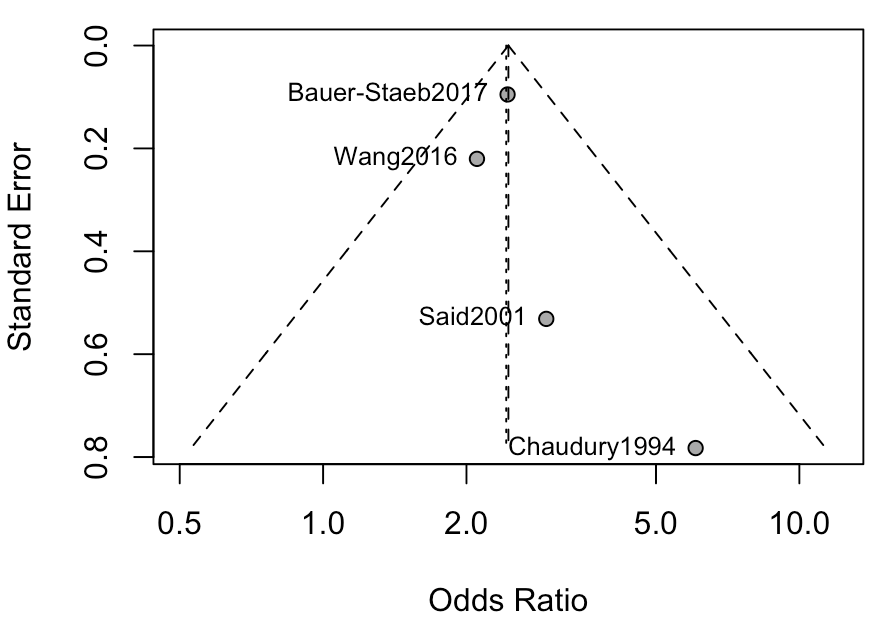 0.0
Bauer-Staeb2017
Wang2016
0.2
Standard Error
0.4
Said2001
0.6
Chaudury1994
0.8
0.5 1.0 2.0 5.0 10.0
Odds Ratio